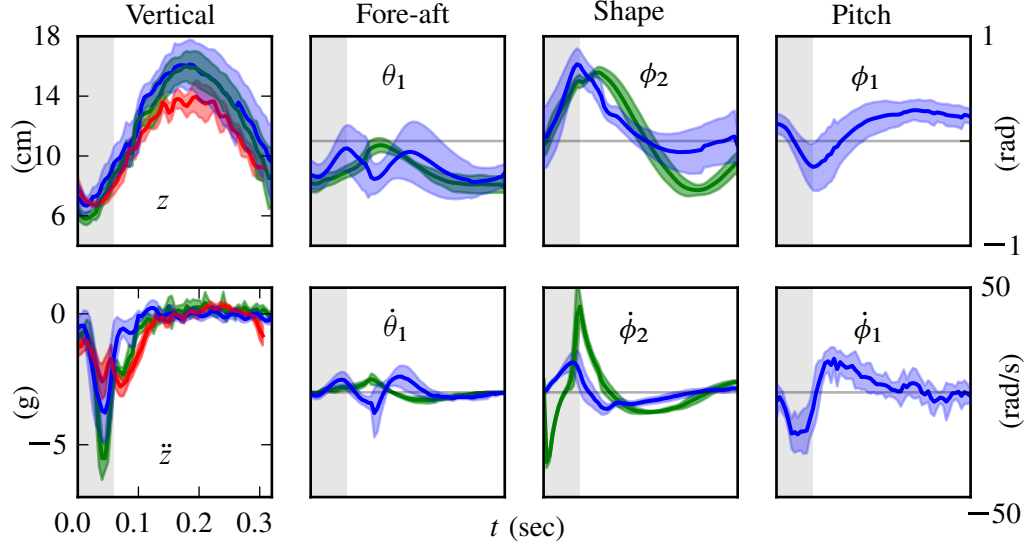 Vertical Fore-aft Shape Pitch
18
14
10
6
(cm)
z
θ₁
ϕ₂
ϕ₁
1
(rad)
−1
0
(g)
−5
z̈
θ̇₁
ϕ̇₂
ϕ̇₁
50
(rad/s)
−50
0.0 0.1 0.2 0.3
t (sec)